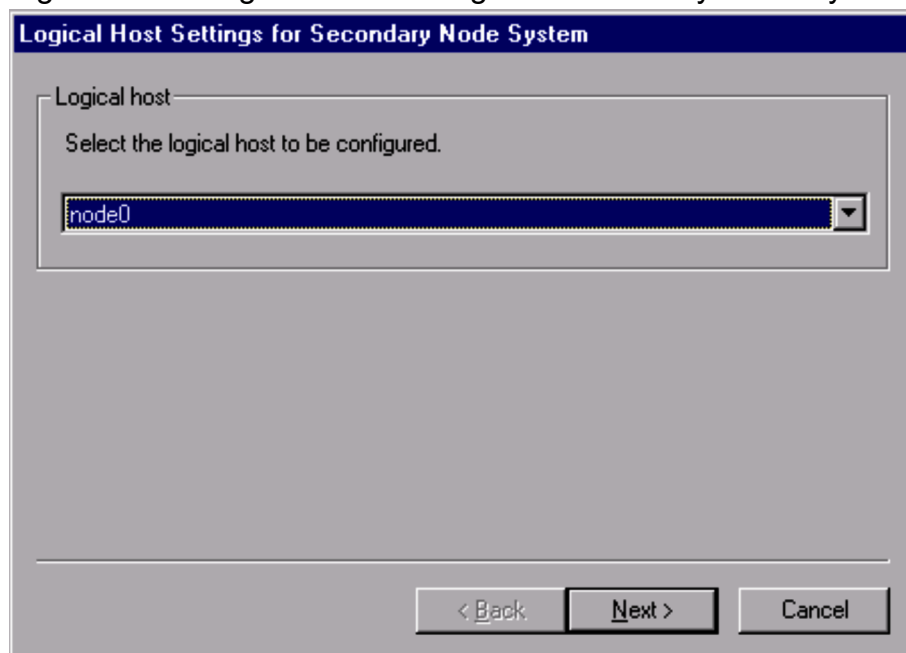 Logical Host Settings for Secondary Node System
Logical host
Select the logical host to be configured.
node0
< Back
Next >
Cancel